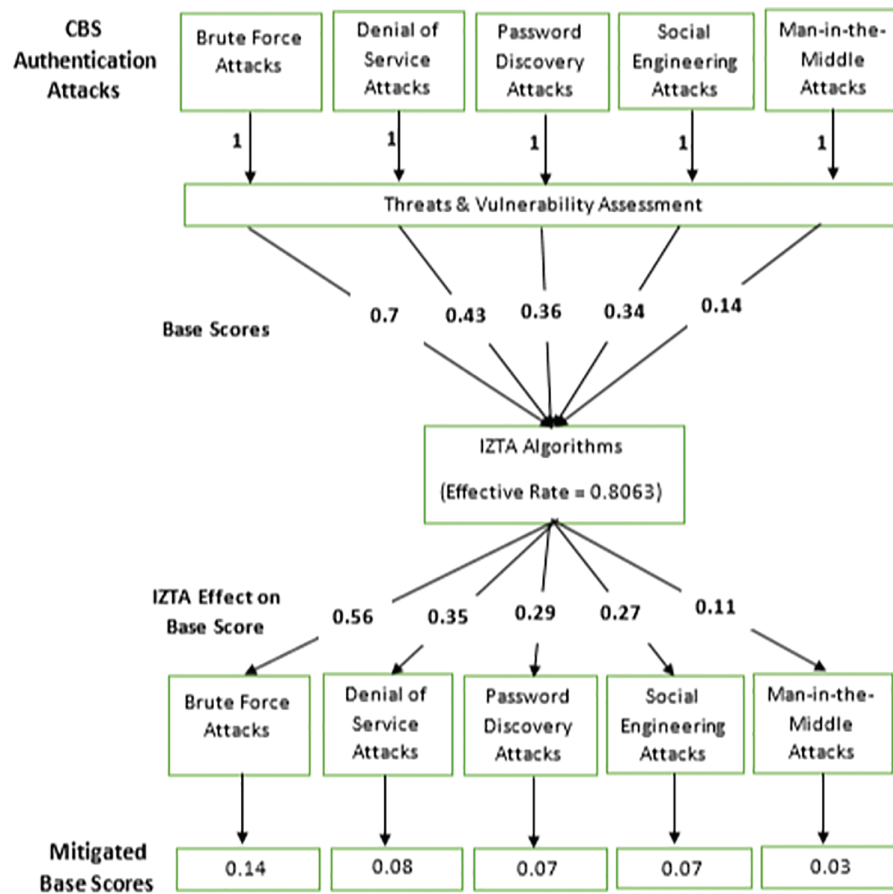 CBS
Authentication
Attacks
Brute Force
Attacks
Denial of
Service
Attacks
Password
Discovery
Attacks
Social
Engineering
Attacks
Man-in-the-
Middle
Attacks
1
1
1
1
1
Threats & Vulnerability Assessment
Base Scores
0.7
0.43
0.36
0.34
0.14
IZTA Algorithms
(Effective Rate = 0.8063)
IZTA Effect on
Base Score
0.56
0.35
0.29
0.27
0.11
Brute Force
Attacks
Denial of
Service
Attacks
Password
Discovery
Attacks
Social
Engineering
Attacks
Man-in-the-
Middle
Attacks
Mitigated
Base Scores
0.14
0.08
0.07
0.07
0.03